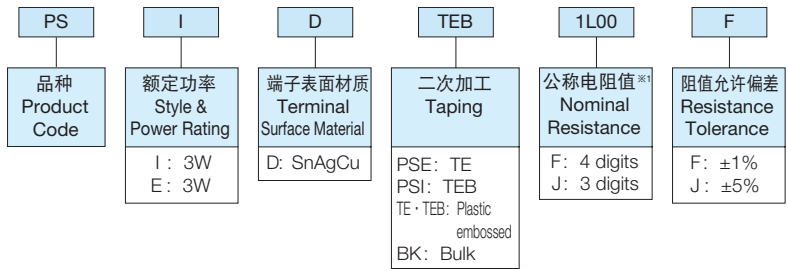 PS
I
D
TEB
1L00
F
品种
Product
Code
额定功率
Style &
Power Rating
I : 3W
E : 3W
端子表面材质
Terminal
Surface Material
D: SnAgCu
二次加工
Taping
PSE: TE
PSI: TEB
TE・TEB: Plastic
embossed
BK: Bulk
公称电阻值※1
Nominal
Resistance
F: 4 digits
J: 3 digits
阻值允许偏差
Resistance
Tolerance
F: ±1%
J: ±5%